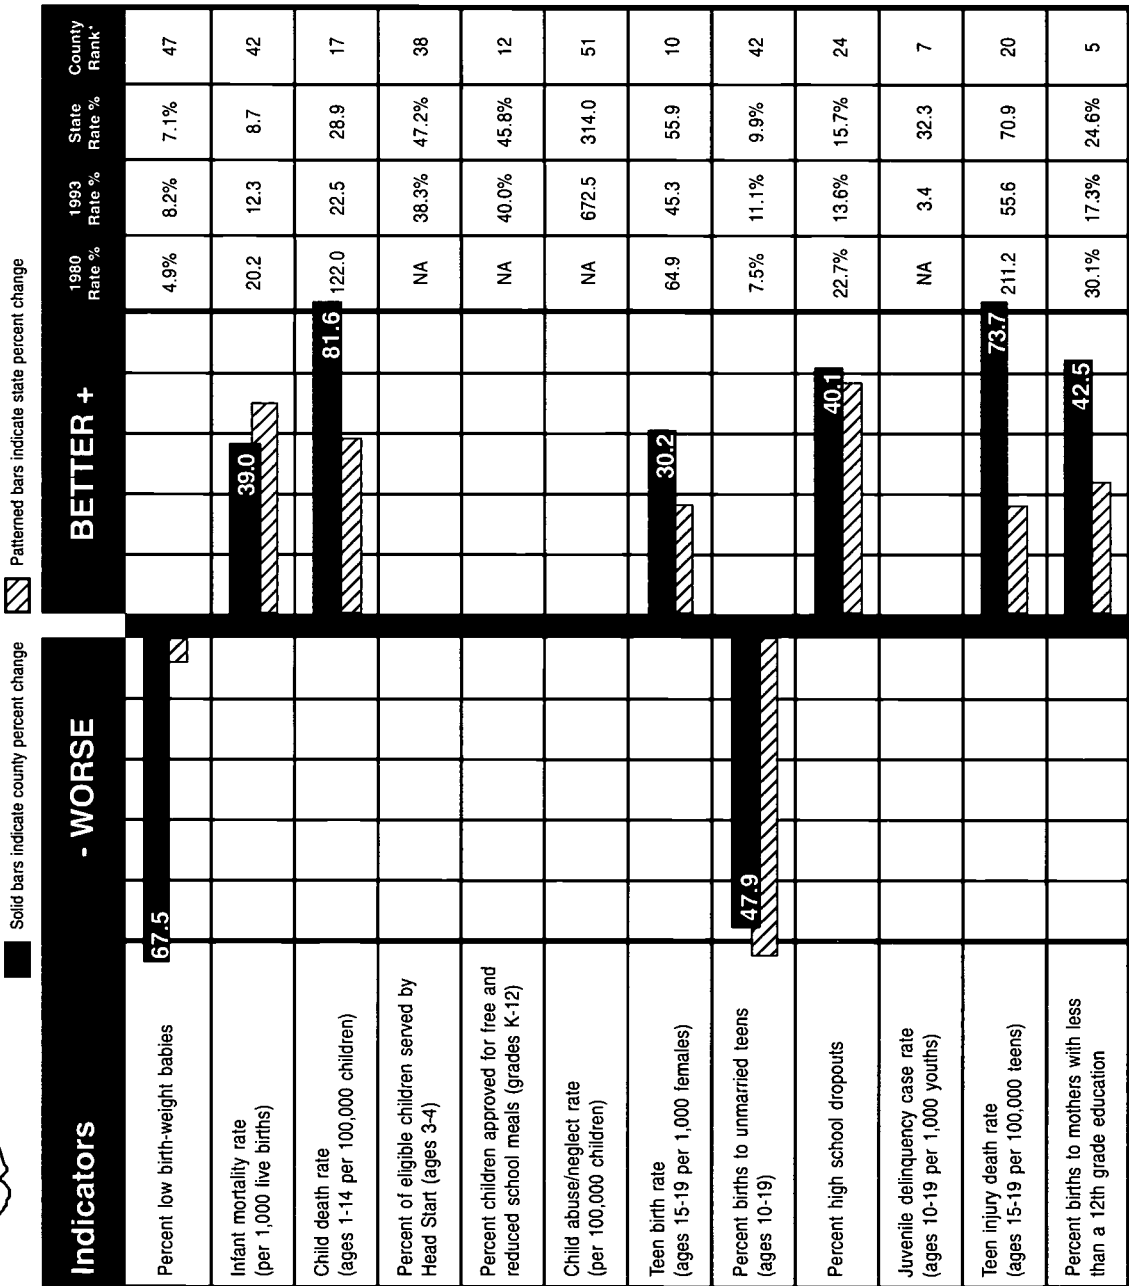 Solid bars indicate county percent change
Patterned bars indicate state percent change
Indicators - WORSE BETTER + 1980 Rate % 1993 Rate % State Rate % County Rank*
Percent low birth-weight babies 67.5 4.9% 8.2% 7.1% 47
Infant mortality rate
(per 1,000 live births) 39.0 20.2 12.3 8.7 42
Child death rate
(ages 1-14 per 100,000 children) 81.6 122.0 22.5 28.9 17
Percent of eligible children served by
Head Start (ages 3-4) NA 38.3% 47.2% 38
Percent children approved for free and
reduced school meals (grades K-12) NA 40.0% 45.8% 12
Child abuse/neglect rate
(per 100,000 children) NA 672.5 314.0 51
Teen birth rate
(ages 15-19 per 1,000 females) 30.2 64.9 45.3 55.9 10
Percent births to unmarried teens
(ages 10-19) 47.9 7.5% 11.1% 9.9% 42
Percent high school dropouts 40.1 22.7% 13.6% 15.7% 24
Juvenile delinquency case rate
(ages 10-19 per 1,000 youths) NA 3.4 32.3 7
Teen injury death rate
(ages 15-19 per 100,000 teens) 73.7 211.2 55.6 70.9 20
Percent births to mothers with less
than a 12th grade education 42.5 30.1% 17.3% 24.6% 5